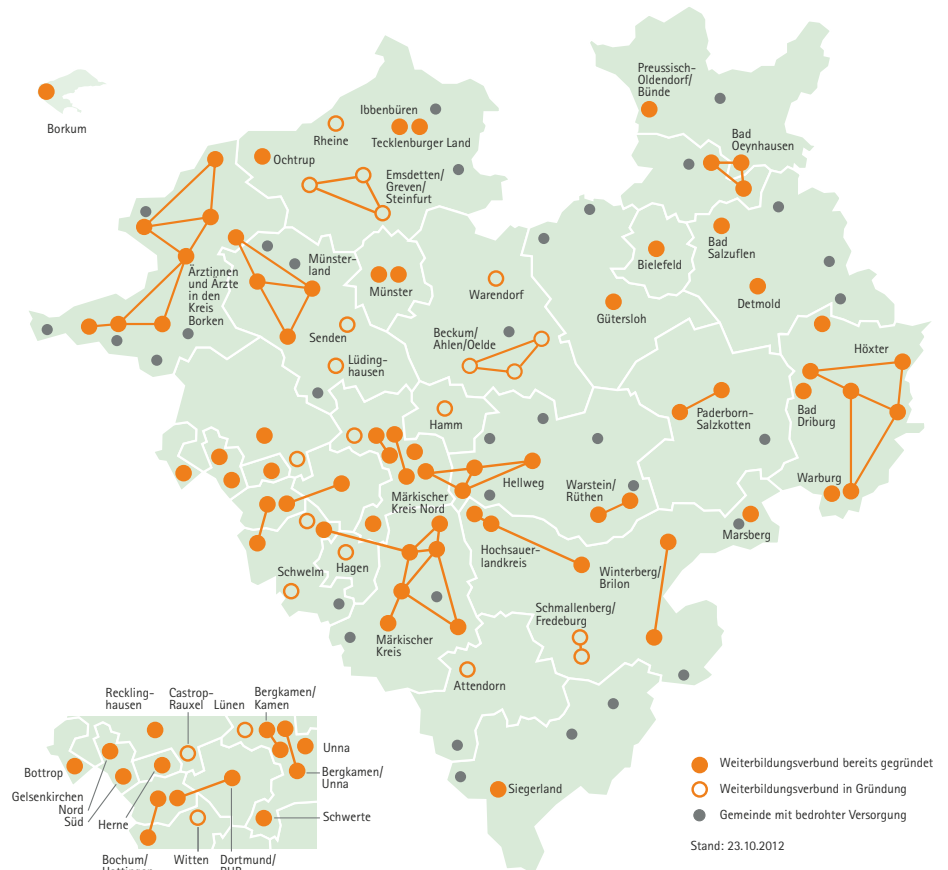 Preussisch-
Oldendorf/
Bünde
Borkum
Ibbenbüren
Rheine
Tecklenburger Land
Bad
Oeynhausen
Ochtrup
Emsdetten/
Greven/
Steinfurt
Ärztinnen
und Ärzte
in den
Kreis
Borken
Münster-
land
Münster
Warendorf
Bielefeld
Bad
Salzuflen
Detmold
Gütersloh
Senden
Beckum/
Ahlen/Oelde
Lüding-
hausen
Höxter
Hamm
Paderborn-
Salzkotten
Bad
Driburg
Hellweg
Warstein/
Rüthen
Warburg
Märkischer
Kreis Nord
Marsberg
Hochsauer-
landkreis
Winterberg/
Brilon
Schwelm
Hagen
Schmallenberg/
Fredeburg
Märkischer
Kreis
Attendorn
Siegerland
Reckling-
hausen
Castrop-
Rauxel
Lünen
Bergkamen/
Kamen
Unna
Bottrop
Bergkamen/
Unna
Gelsenkirchen
Nord
Süd
Herne
Schwerte
Bochum/
Witten
Dortmund/
Weiterbildungsverbund bereits gegründet
Weiterbildungsverbund in Gründung
Gemeinde mit bedrohter Versorgung
Stand: 23.10.2012